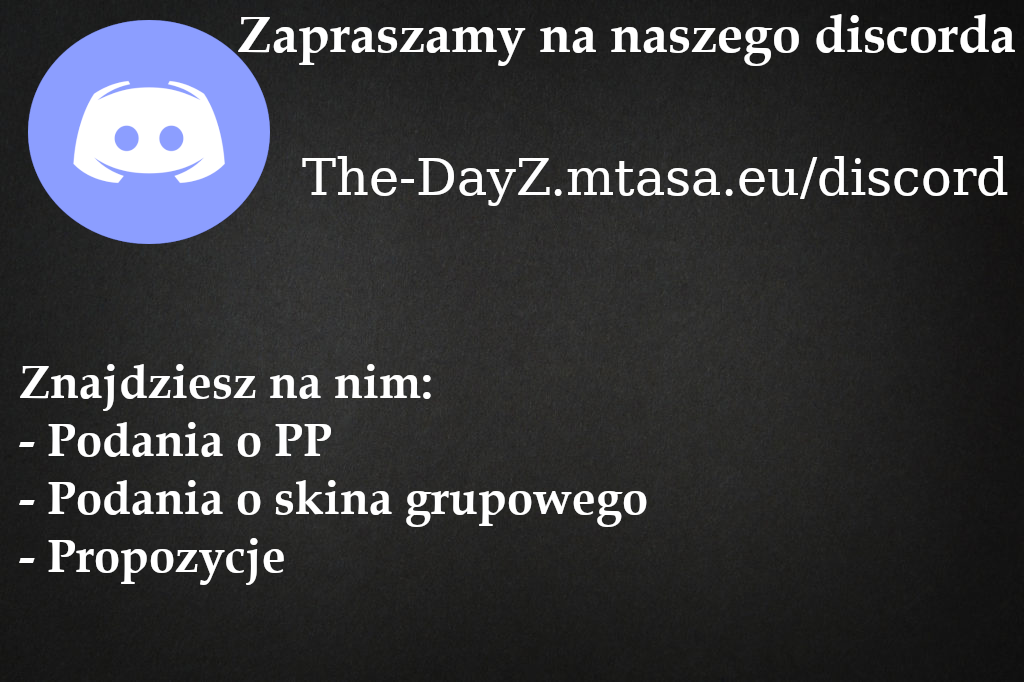 Zapraszamy na naszego discorda
The-DayZ.mtasa.eu/discord
Znajdziesz na nim:
- Podania o PP
- Podania o skina grupowego
- Propozycje